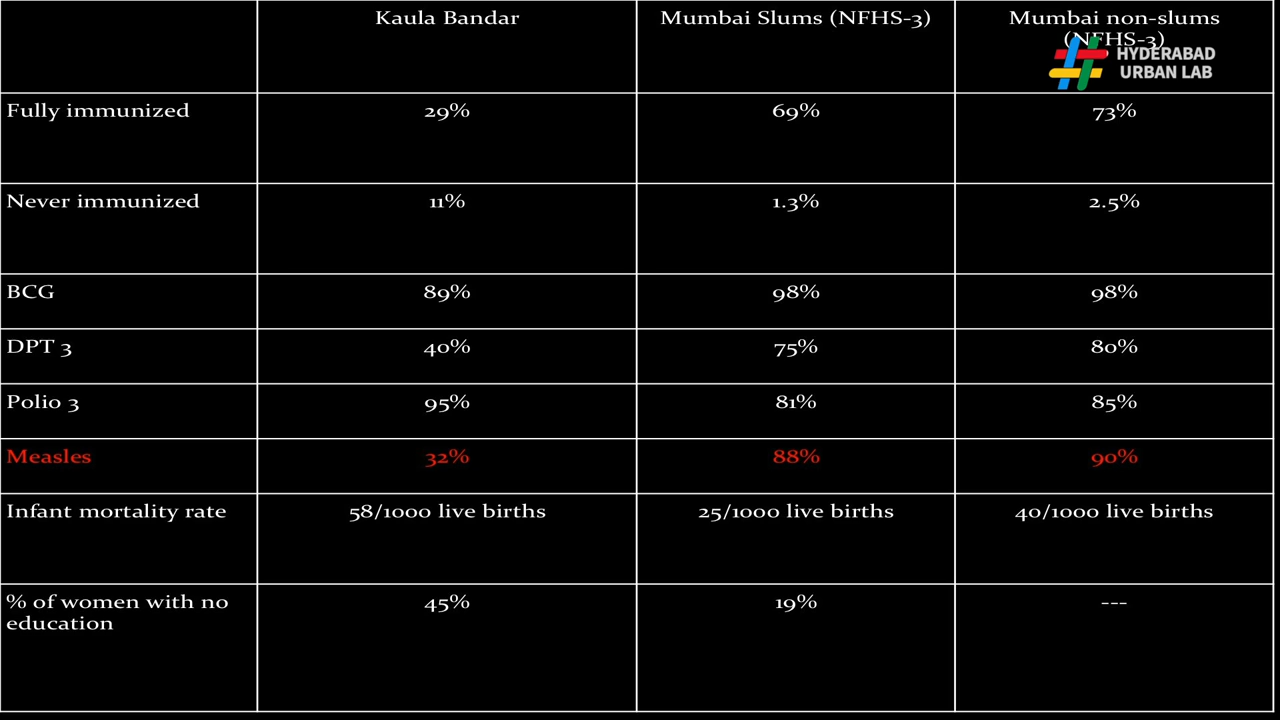 Kaula Bandar
Mumbai Slums (NFHS-3)
Mumbai non-slums
(NFHS-3)
HYDERABAD
URBAN LAB
Fully immunized
29%
69%
73%
Never immunized
11%
1.3%
2.5%
BCG
89%
98%
98%
DPT 3
40%
75%
80%
Polio 3
95%
81%
85%
Measles
32%
88%
90%
Infant mortality rate
58/1000 live births
25/1000 live births
40/1000 live births
% of women with no
education
45%
19%
---